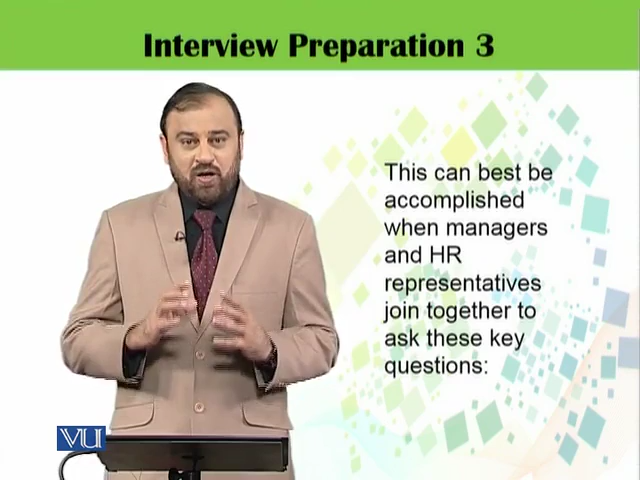 Interview Preparation 3
This can best be
accomplished
when managers
and HR
representatives
join together to
ask these key
questions:
VU